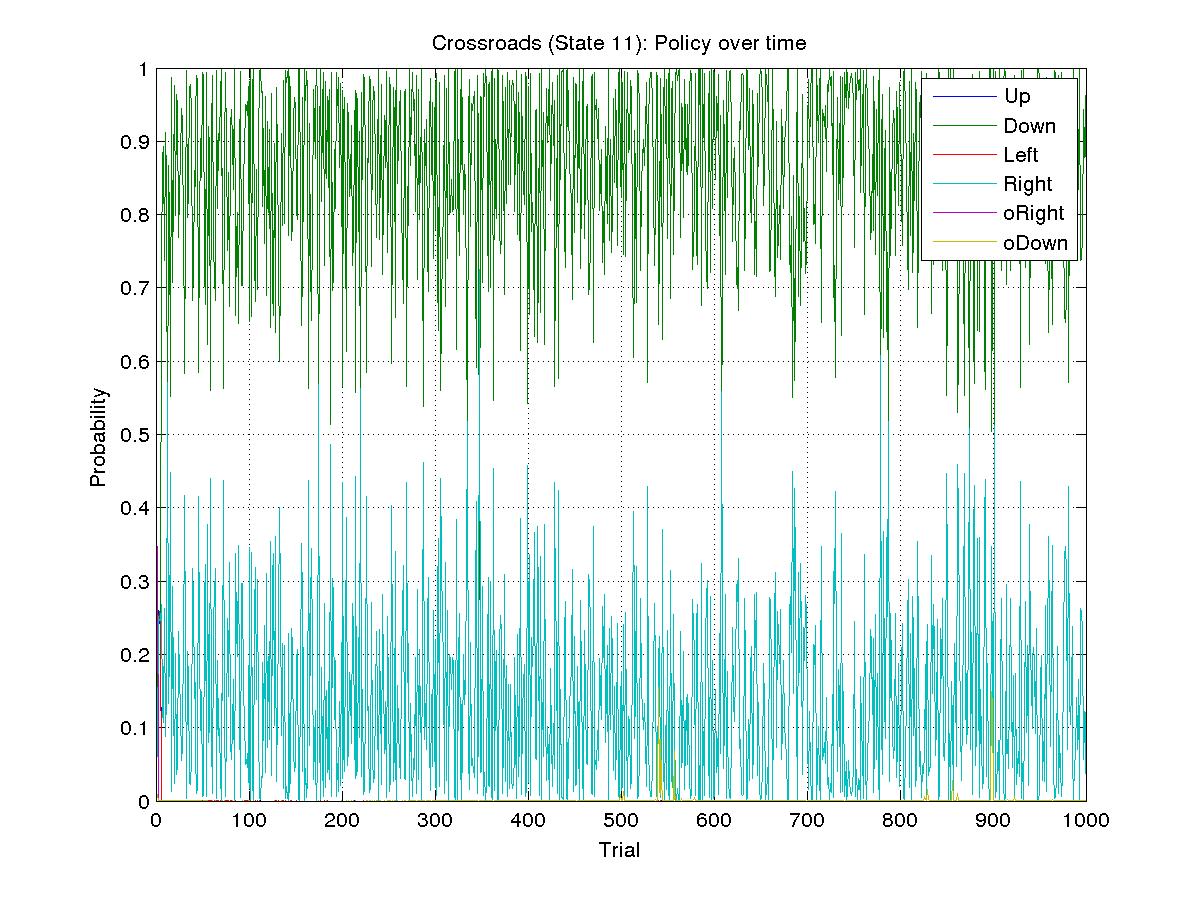 Crossroads (State 11): Policy over time
1
0.9
0.8
0.7
0.6
0.5
0.4
0.3
0.2
0.1
0
Probability
Up
Down
Left
Right
oRight
oDown
0 100 200 300 400 500 600 700 800 900 1000
Trial